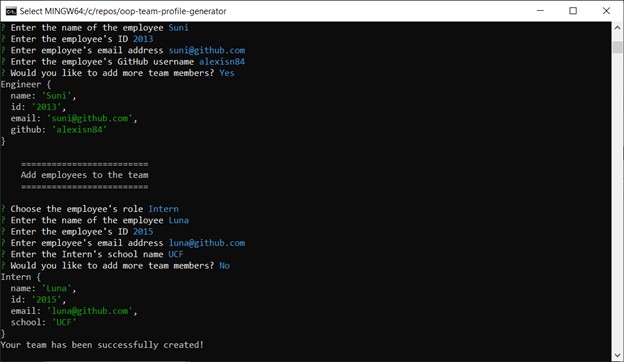 Select MINGW64:/c/repos/oop-team-profile-generator
? Enter the name of the employee Suni
? Enter the employee's ID 2013
? Enter employee's email address suni@github.com
? Enter the employee's GitHub username alexisn84
? Would you like to add more team members? Yes
Engineer {
  name: 'Suni',
  id: '2013',
  email: 'suni@github.com',
  github: 'alexisn84'
}
==========================
Add employees to the team
==========================
? Choose the employee's role Intern
? Enter the name of the employee Luna
? Enter the employee's ID 2015
? Enter employee's email address luna@github.com
? Enter the Intern's school name UCF
? Would you like to add more team members? No
Intern {
  name: 'Luna',
  id: '2015',
  email: 'luna@github.com',
  school: 'UCF'
}
Your team has been successfully created!